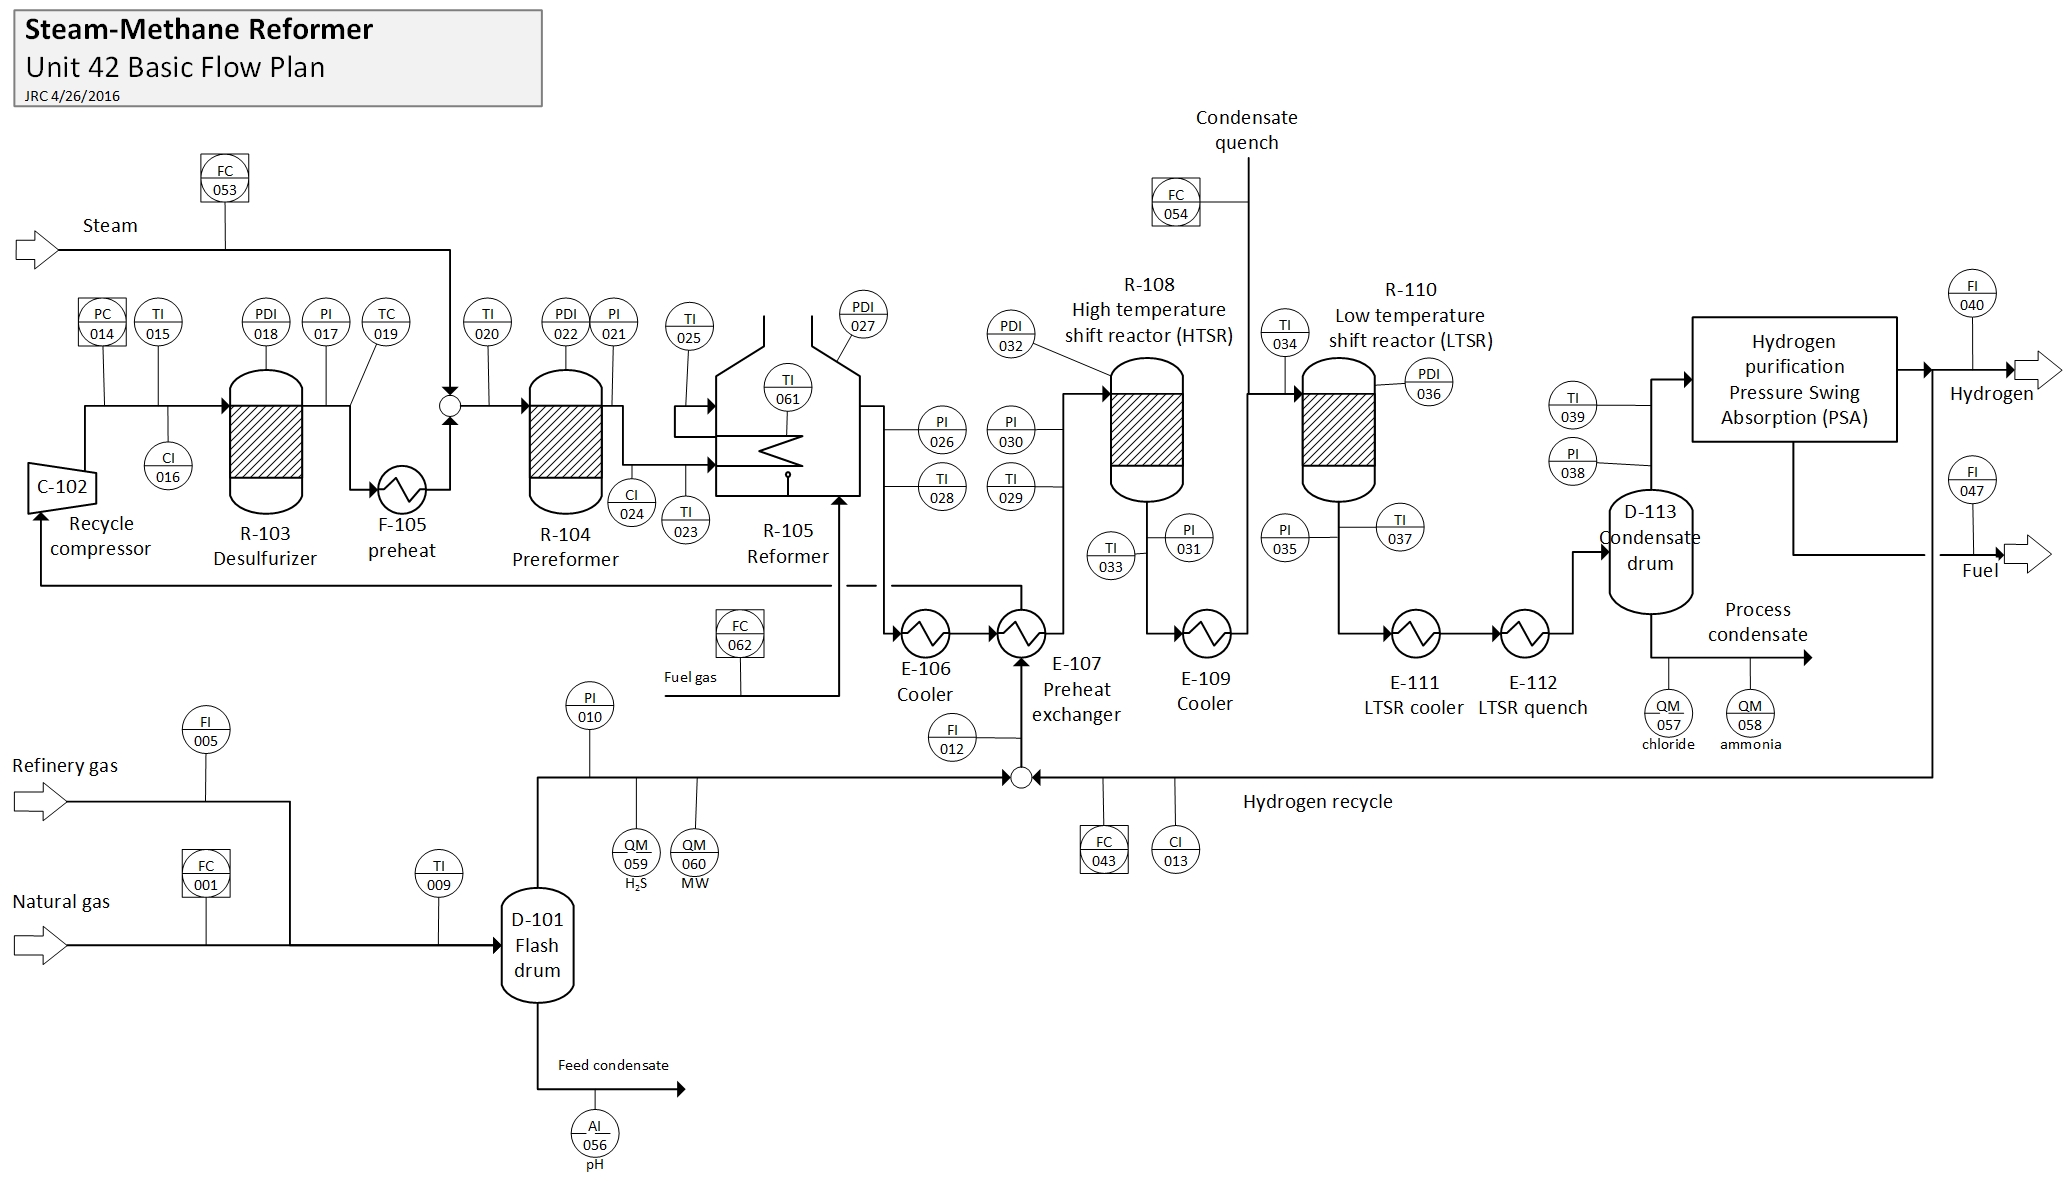 Steam-Methane Reformer
Unit 42 Basic Flow Plan
JRC 4/26/2016
Condensate
quench
FC
053
FC
054
Steam
R-108
High temperature
shift reactor (HTSR)
R-110
Low temperature
shift reactor (LTSR)
FI
040
PC
014
TI
015
PDI
018
PI
017
TC
019
TI
020
PDI
022
PI
021
TI
025
PDI
027
PDI
032
TI
034
Hydrogen
purification
Pressure Swing
Absorption (PSA)
Hydrogen
TI
061
PDI
036
TI
039
PI
026
PI
030
CI
016
PI
038
FI
047
C-102
Recycle
compressor
TI
028
TI
029
CI
024
TI
023
R-103
Desulfurizer
F-105
preheat
R-104
Prereformer
R-105
Reformer
TI
033
PI
031
PI
035
TI
037
D-113
Condensate
drum
Fuel
FC
062
Fuel gas
Process
condensate
E-106
Cooler
E-107
Preheat
exchanger
E-109
Cooler
E-111
LTSR cooler
E-112
LTSR quench
QM
057
chloride
QM
058
ammonia
PI
010
FI
005
FI
012
Refinery gas
Hydrogen recycle
QM
059
H₂S
QM
060
MW
FC
043
CI
013
FC
001
TI
009
Natural gas
D-101
Flash
drum
Feed condensate
AI
056
pH